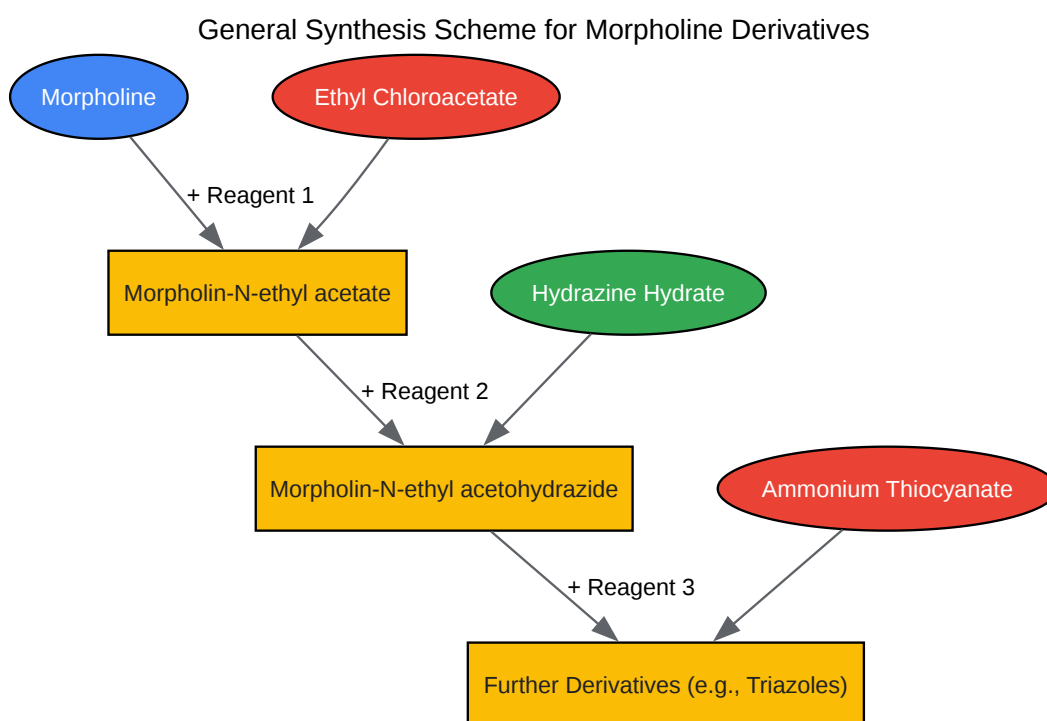 General Synthesis Scheme for Morpholine Derivatives
Morpholine
Ethyl Chloroacetate
+ Reagent 1
Morpholin-N-ethyl acetate
Hydrazine Hydrate
+ Reagent 2
Morpholin-N-ethyl acetohydrazide
Ammonium Thiocyanate
+ Reagent 3
Further Derivatives (e.g., Triazoles)